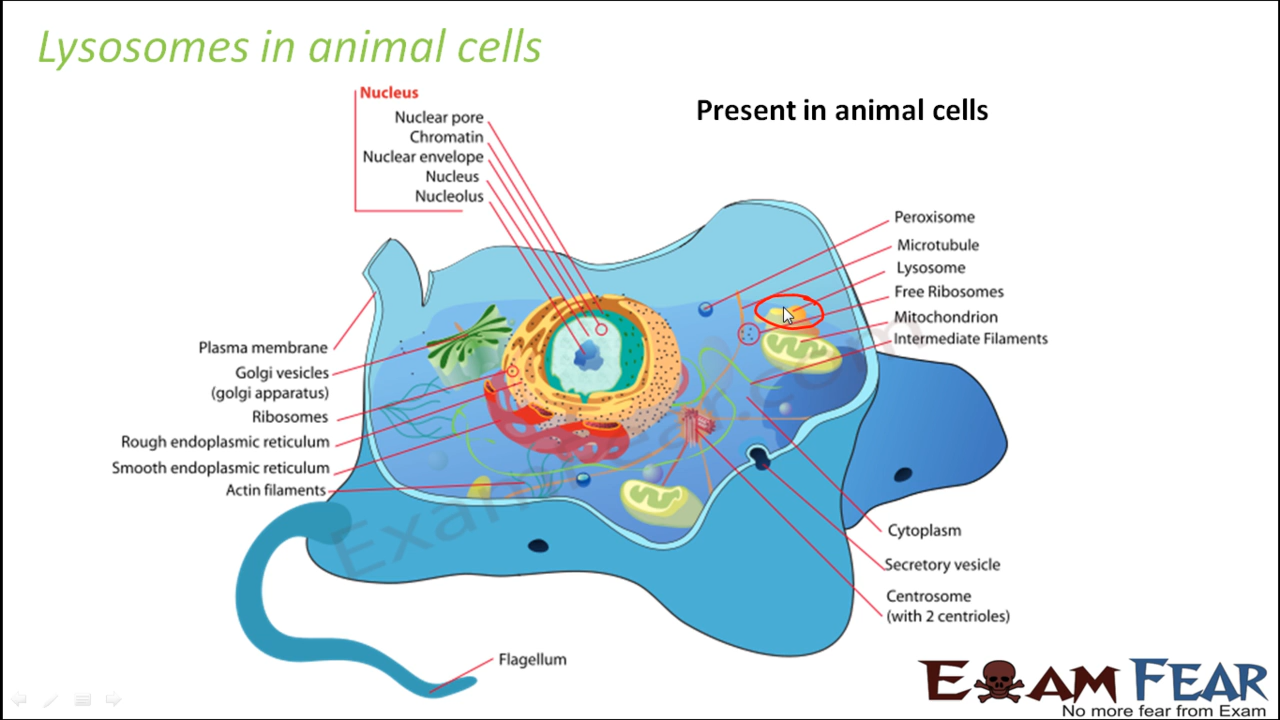 Lysosomes in animal cells
Nucleus
Nuclear pore
Chromatin
Nuclear envelope
Nucleus
Nucleolus
Present in animal cells
Peroxisome
Microtubule
Lysosome
Free Ribosomes
Mitochondrion
Intermediate Filaments
Plasma membrane
Golgi vesicles
(golgi apparatus)
Ribosomes
Rough endoplasmic reticulum
Smooth endoplasmic reticulum
Actin filaments
Cytoplasm
Secretory vesicle
Centrosome
(with 2 centrioles)
Flagellum
Examfear.com
EXAM FEAR
No more fear from Exam